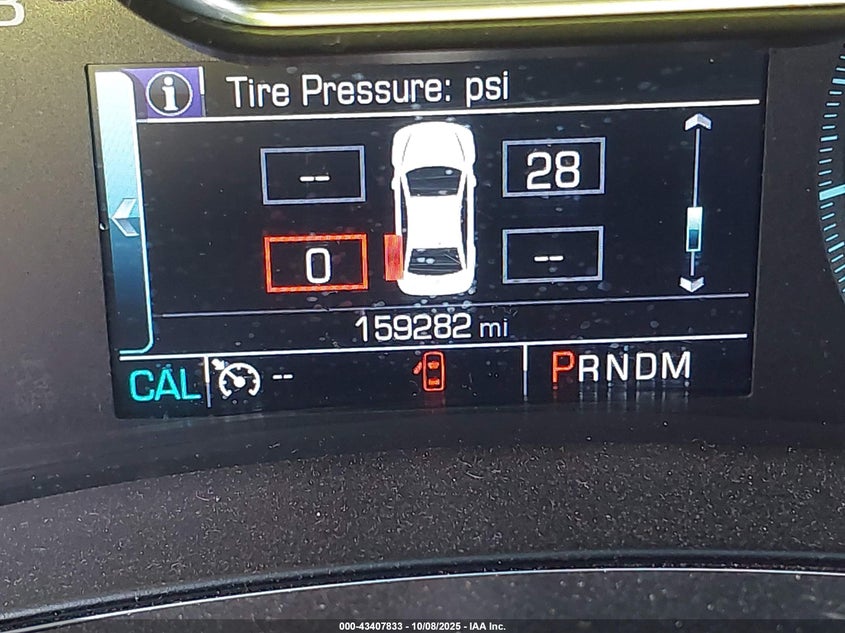 Tire Pressure: psi
-- 28
0 --
159282 mi
CAL -- PRNDM
000-43407833 - 10/08/2025 - IAA Inc.